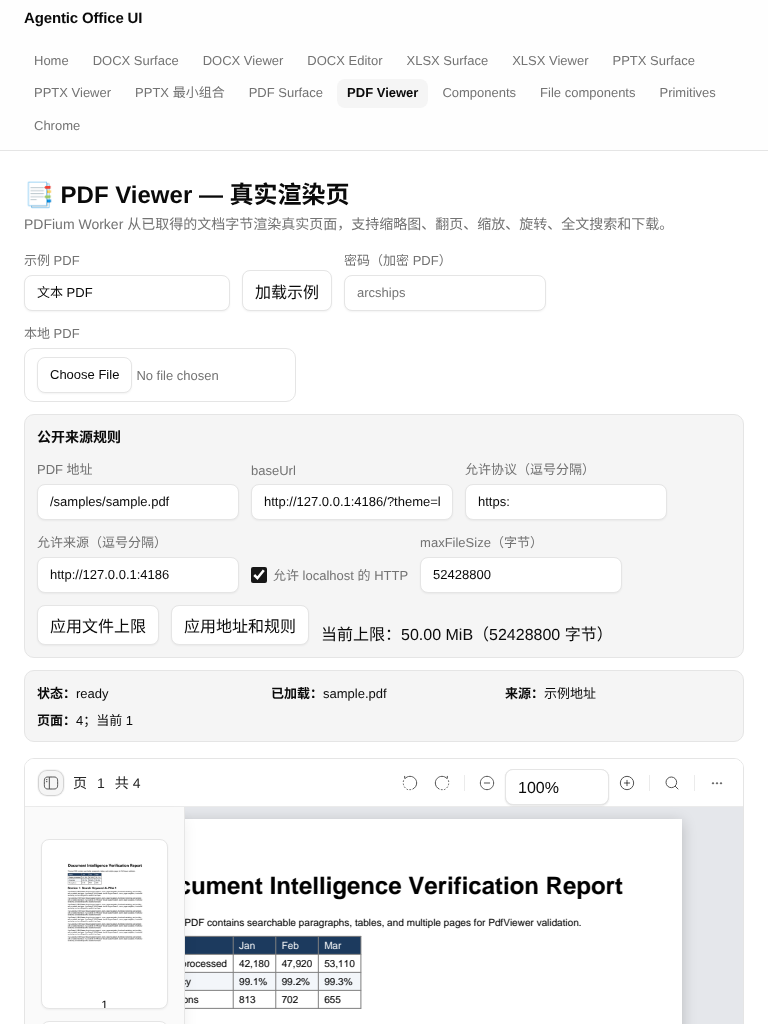 Agentic Office UI
Home DOCX Surface DOCX Viewer DOCX Editor XLSX Surface XLSX Viewer PPTX Surface
PPTX Viewer PPTX 最小组合 PDF Surface PDF Viewer Components File components Primitives
Chrome
PDF Viewer — 真实渲染页
PDFium Worker 从已取得的文档字节渲染真实页面，支持缩略图、翻页、缩放、旋转、全文搜索和下载。
示例 PDF 密码（加密 PDF）
文本 PDF 加载示例 arcships
本地 PDF
Choose File No file chosen
公开来源规则
PDF 地址 baseUrl 允许协议（逗号分隔）
/samples/sample.pdf http://127.0.0.1:4186/?theme=l https:
允许来源（逗号分隔） maxFileSize（字节）
http://127.0.0.1:4186 允许 localhost 的 HTTP 52428800
应用文件上限 应用地址和规则 当前上限：50.00 MiB（52428800 字节）
状态：ready 已加载：sample.pdf 来源：示例地址
页面：4；当前 1
页 1 共 4 100%
Document Intelligence Verification Report
1
cument Intelligence Verification Report
PDF contains searchable paragraphs, tables, and multiple pages for PdfViewer validation.
Jan Feb Mar
processed 42,180 47,920 53,110
cy 99.1% 99.2% 99.3%
ons 813 702 655